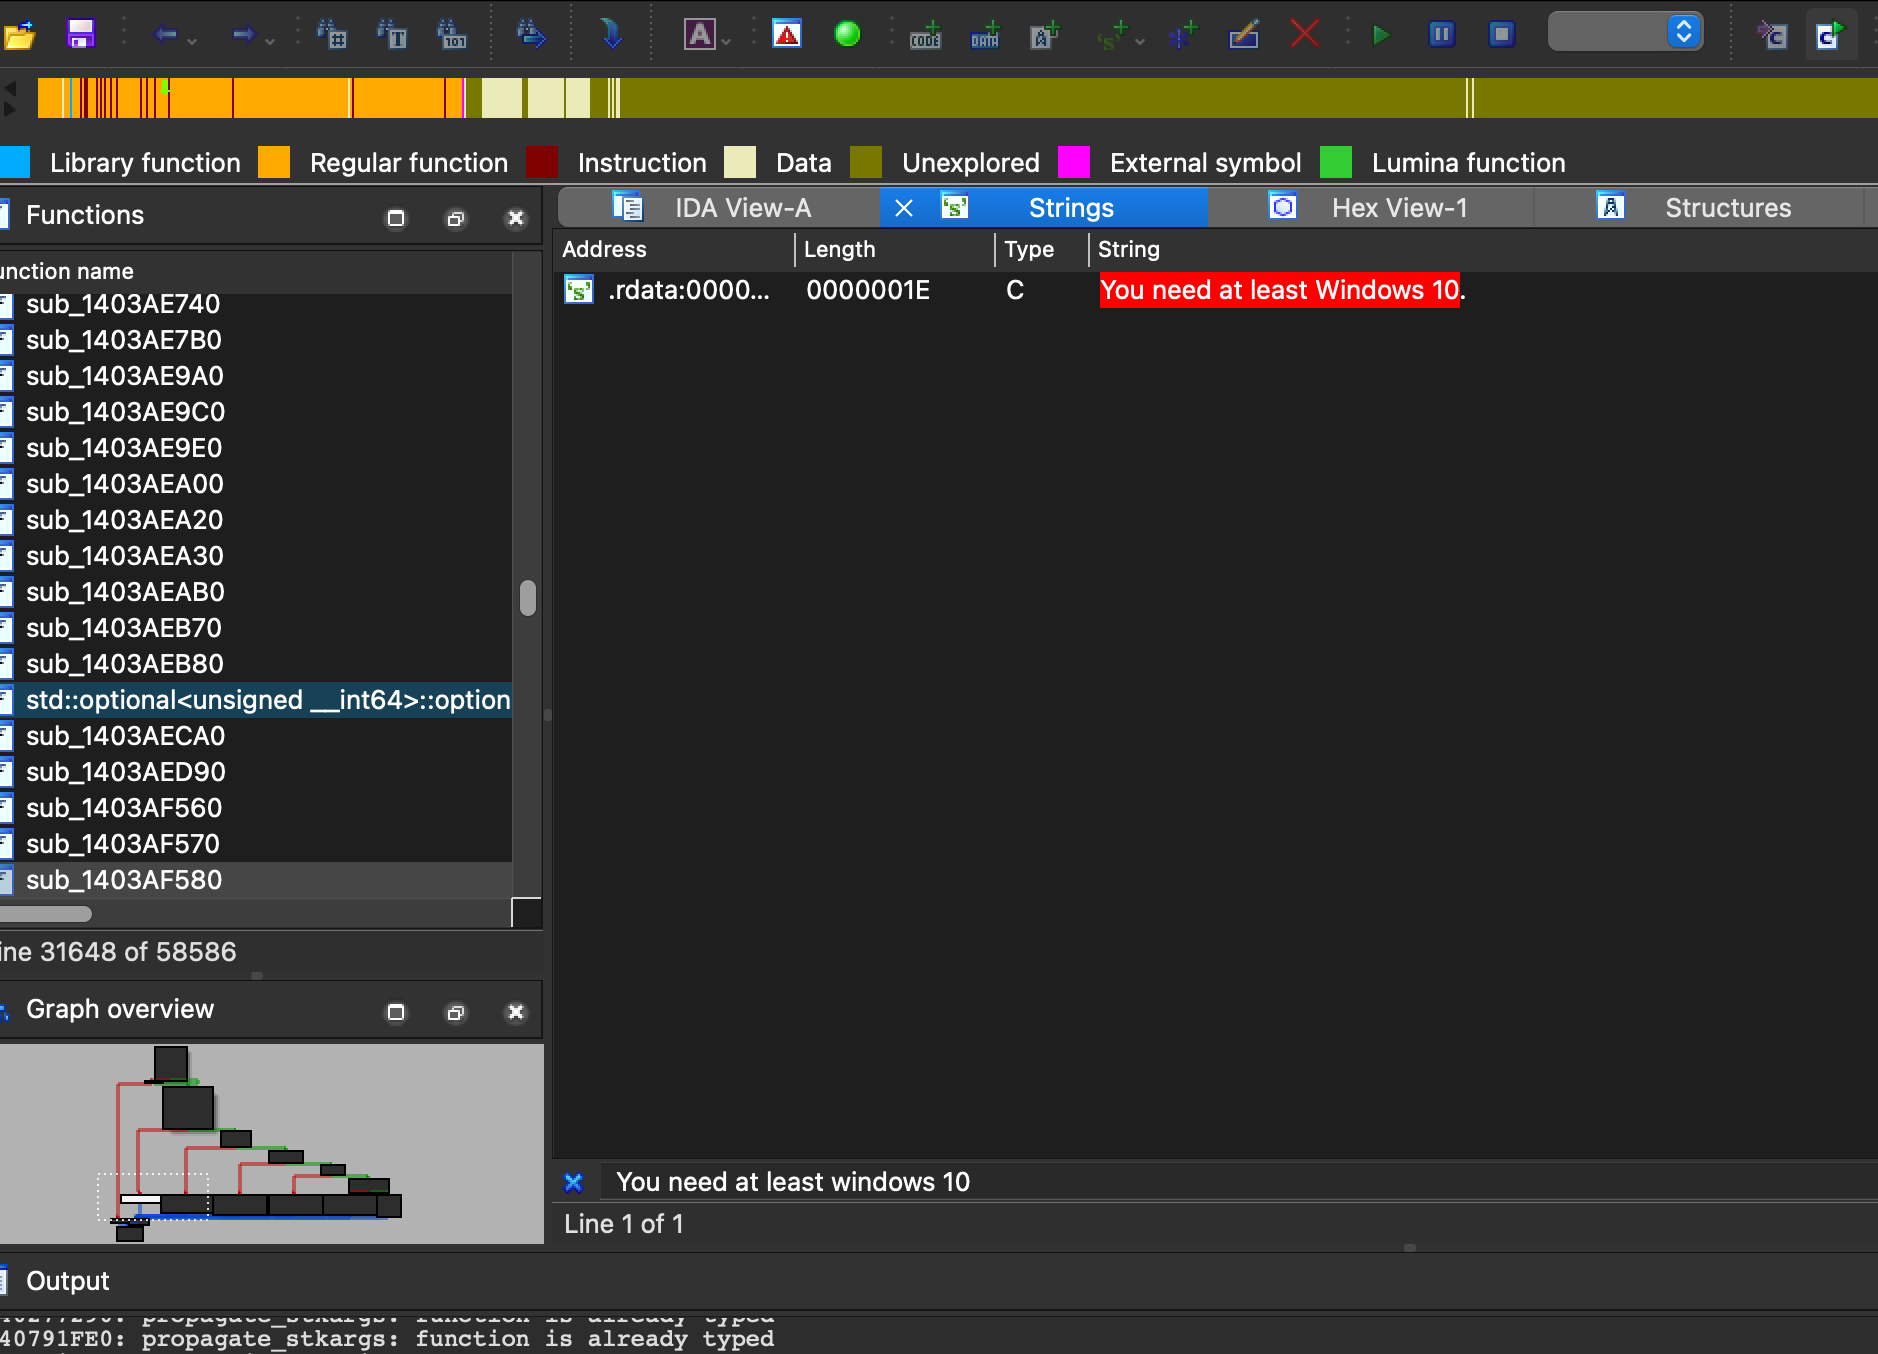 Library function Regular function Instruction Data Unexplored External symbol Lumina function
Functions
IDA View-A Strings Hex View-1 Structures
unction name
Address Length Type String
.rdata:0000... 0000001E C You need at least Windows 10.
sub_1403AE740
sub_1403AE7B0
sub_1403AE9A0
sub_1403AE9C0
sub_1403AE9E0
sub_1403AEA00
sub_1403AEA20
sub_1403AEA30
sub_1403AEAB0
sub_1403AEB70
sub_1403AEB80
std::optional<unsigned __int64>::option
sub_1403AECA0
sub_1403AED90
sub_1403AF560
sub_1403AF570
sub_1403AF580
ine 31648 of 58586
Graph overview
You need at least windows 10
Line 1 of 1
Output
propagate_stkargs: function is already typed
40791FE0: propagate_stkargs: function is already typed